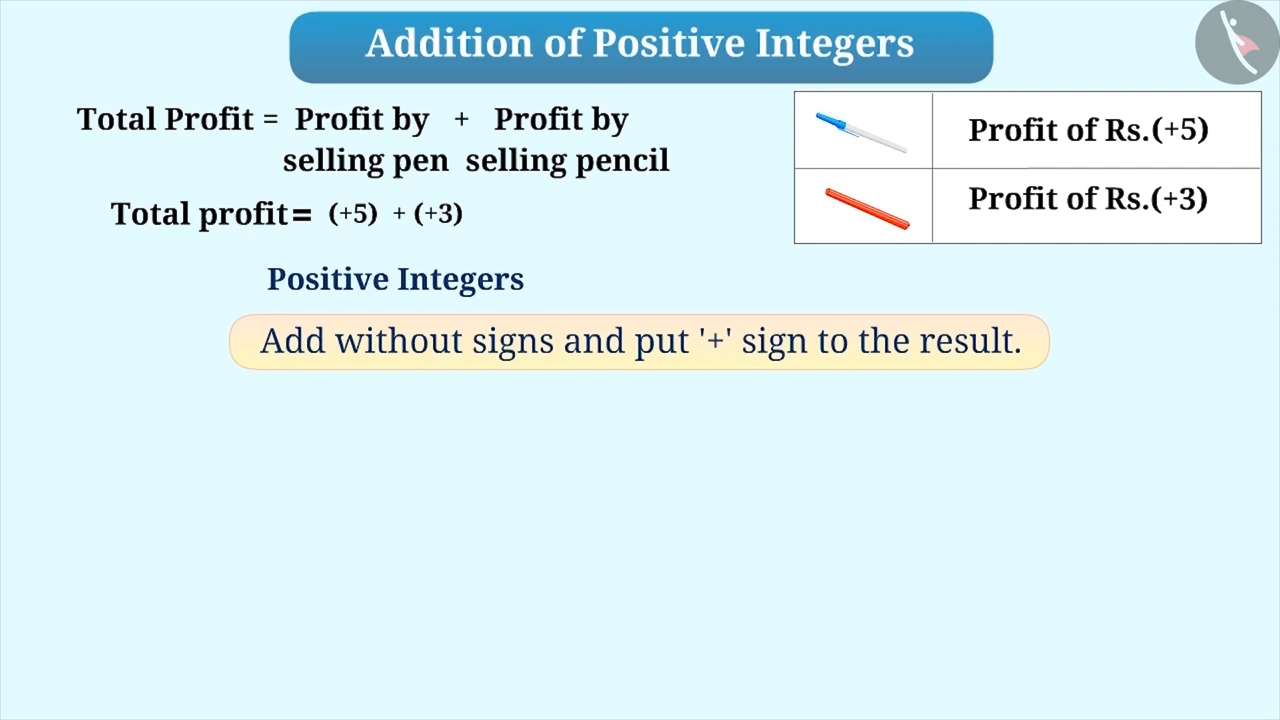 Addition of Positive Integers
Total Profit = Profit by + Profit by
selling pen selling pencil
Total profit= (+5) + (+3)
Positive Integers
Add without signs and put '+' sign to the result.
Profit of Rs.(+5)
Profit of Rs.(+3)